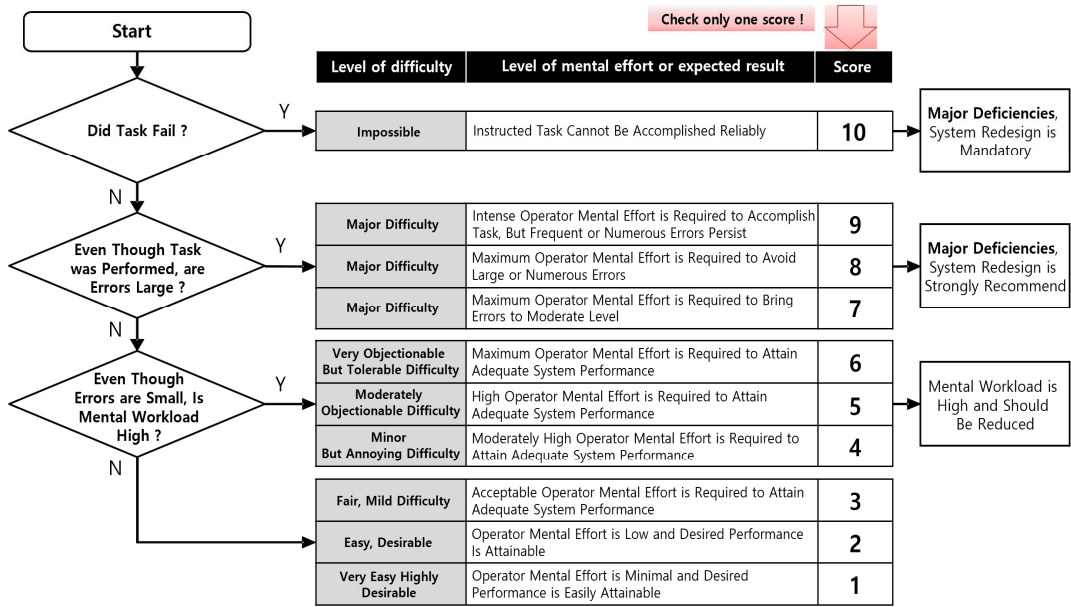 Start
Check only one score !
Level of difficulty
Level of mental effort or expected result
Score
Did Task Fail ?
Y
Impossible
Instructed Task Cannot Be Accomplished Reliably
10
Major Deficiencies,
System Redesign is
Mandatory
N
Even Though Task
was Performed, are
Errors Large ?
Y
Major Difficulty
Intense Operator Mental Effort is Required to Accomplish
Task, But Frequent or Numerous Errors Persist
9
Major Difficulty
Maximum Operator Mental Effort is Required to Avoid
Large or Numerous Errors
8
Major Difficulty
Maximum Operator Mental Effort is Required to Bring
Errors to Moderate Level
7
Major Deficiencies,
System Redesign is
Strongly Recommend
N
Even Though
Errors are Small, Is
Mental Workload
High ?
Y
Very Objectionable
But Tolerable Difficulty
Maximum Operator Mental Effort is Required to Attain
Adequate System Performance
6
Moderately
Objectionable Difficulty
High Operator Mental Effort is Required to Attain
Adequate System Performance
5
Minor
But Annoying Difficulty
Moderately High Operator Mental Effort is Required to
Attain Adequate System Performance
4
Mental Workload is
High and Should
Be Reduced
N
Fair, Mild Difficulty
Acceptable Operator Mental Effort is Required to Attain
Adequate System Performance
3
Easy, Desirable
Operator Mental Effort is Low and Desired Performance
Is Attainable
2
Very Easy Highly
Desirable
Operator Mental Effort is Minimal and Desired
Performance is Easily Attainable
1